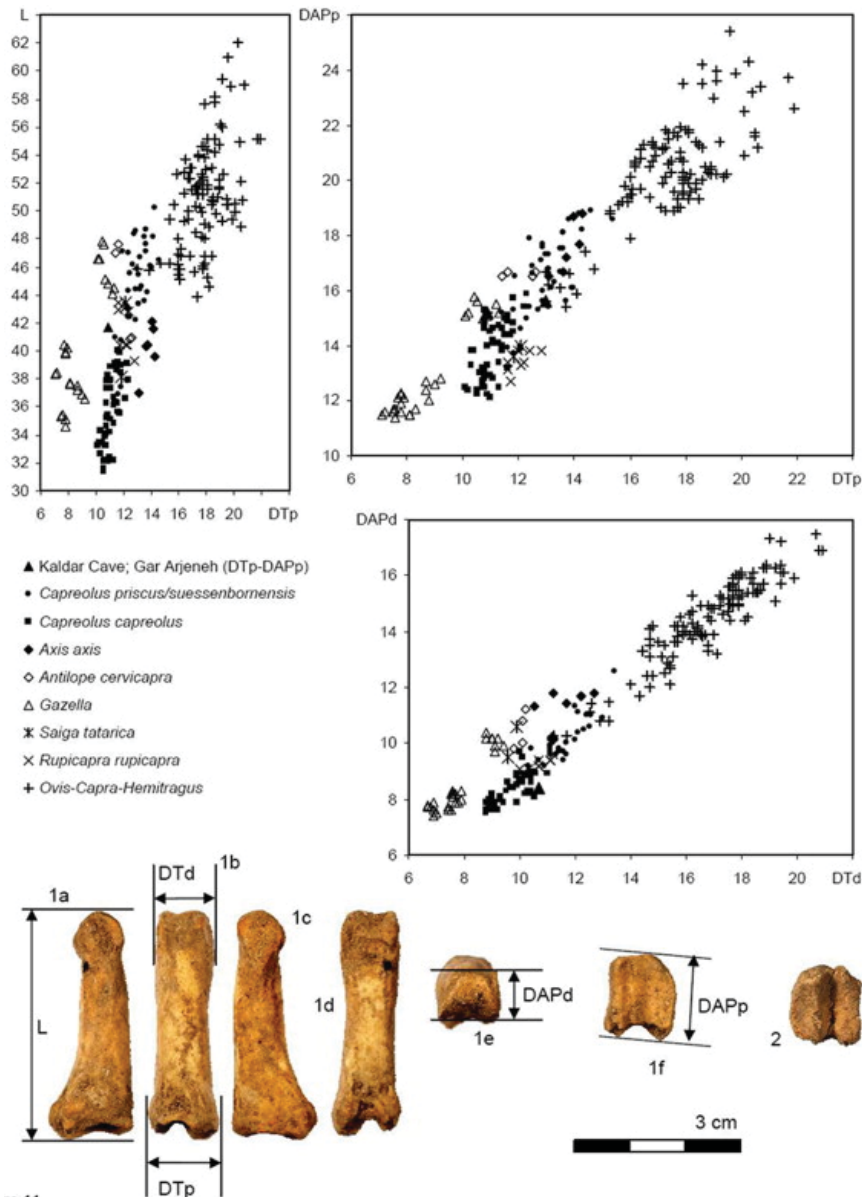 L
62
60
58
56
54
52
50
48
46
44
42
40
38
36
34
32
30
6 8 10 12 14 16 18 20 22 DTp
DAPp
24
22
20
18
16
14
12
10
6 8 10 12 14 16 18 20 22 DTp
▲ Kaldar Cave; Gar Arjeneh (DTp-DAPp)
● Capreolus priscus/suessenbornensis
■ Capreolus capreolus
◆ Axis axis
◇ Antilope cervicapra
△ Gazella
Saiga tatarica
× Rupicapra rupicapra
+ Ovis-Capra-Hemitragus
DAPd
16
14
12
10
8
6
6 8 10 12 14 16 18 20 DTd
1a
DTd
1b
1c
1d
L
DTp
DAPd
1e
DAPp
1f
2
3 cm